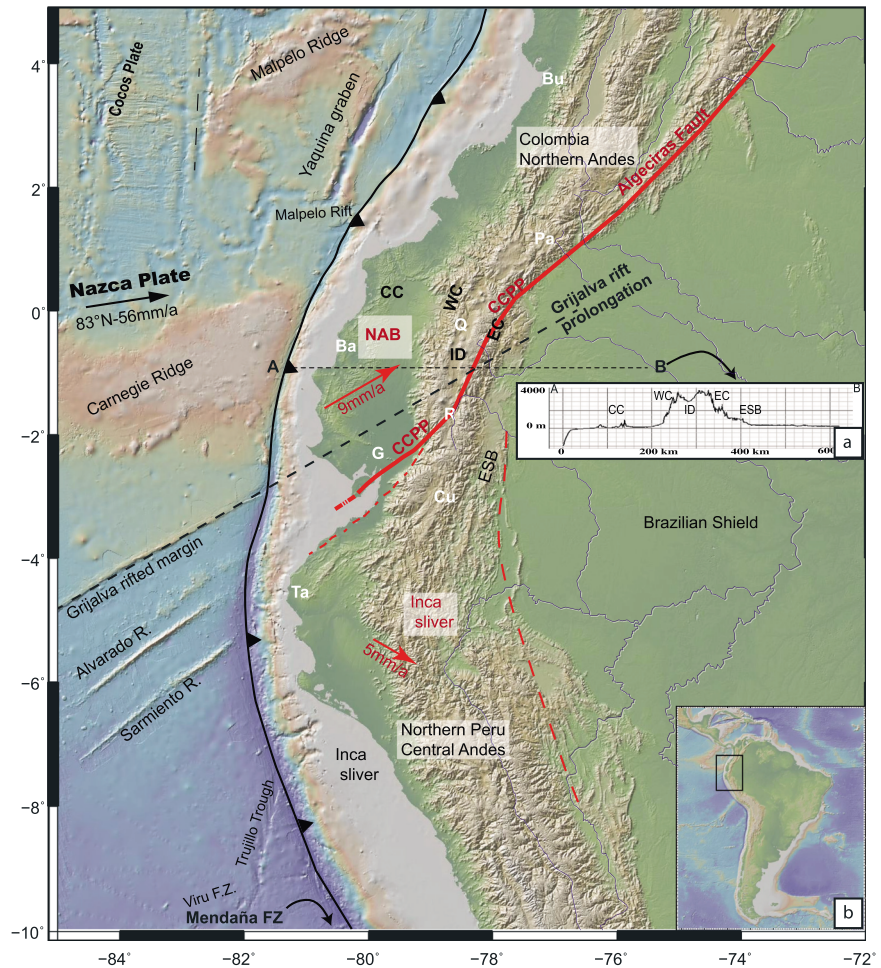 4°
2°
0°
−2°
−4°
−6°
−8°
−10°
−84°
−82°
−80°
−78°
−76°
−74°
−72°
Cocos Plate
Malpelo Ridge
Yaquina graben
Malpelo Rift
Bu
Colombia
Northern Andes
Algeciras Fault
Pa
Nazca Plate
83°N-56mm/a
CC
WC
CCPP
Grijalva rift
prolongation
NAB
Q
EC
Ba
ID
A
B
Carnegie Ridge
9mm/a
R
CCPP
G
ESB
Cu
A
B
4000
0 m
WC
EC
CC
ID
ESB
0
200 km
400 km
600
a
Brazilian Shield
Grijalva rifted margin
Ta
Alvarado R.
Inca
sliver
5mm/a
Sarmiento R.
Northern Peru
Central Andes
Inca
sliver
Trujillo Trough
Viru F.Z.
Mendaña FZ
b